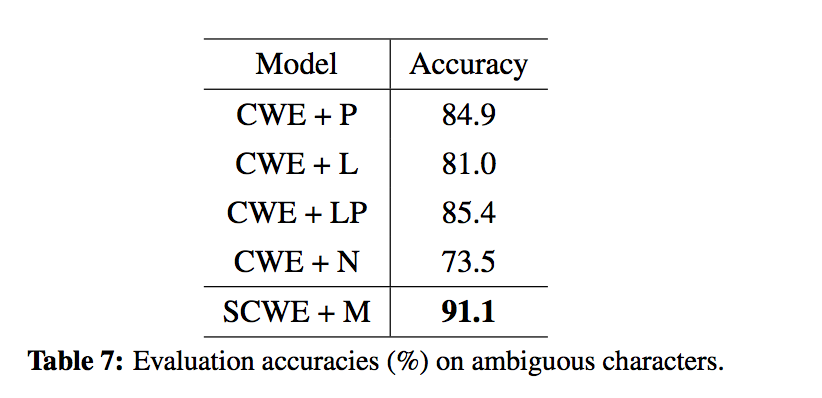 Model Accuracy
CWE + P 84.9
CWE + L 81.0
CWE + LP 85.4
CWE + N 73.5
SCWE + M 91.1
Table 7: Evaluation accuracies (%) on ambiguous characters.